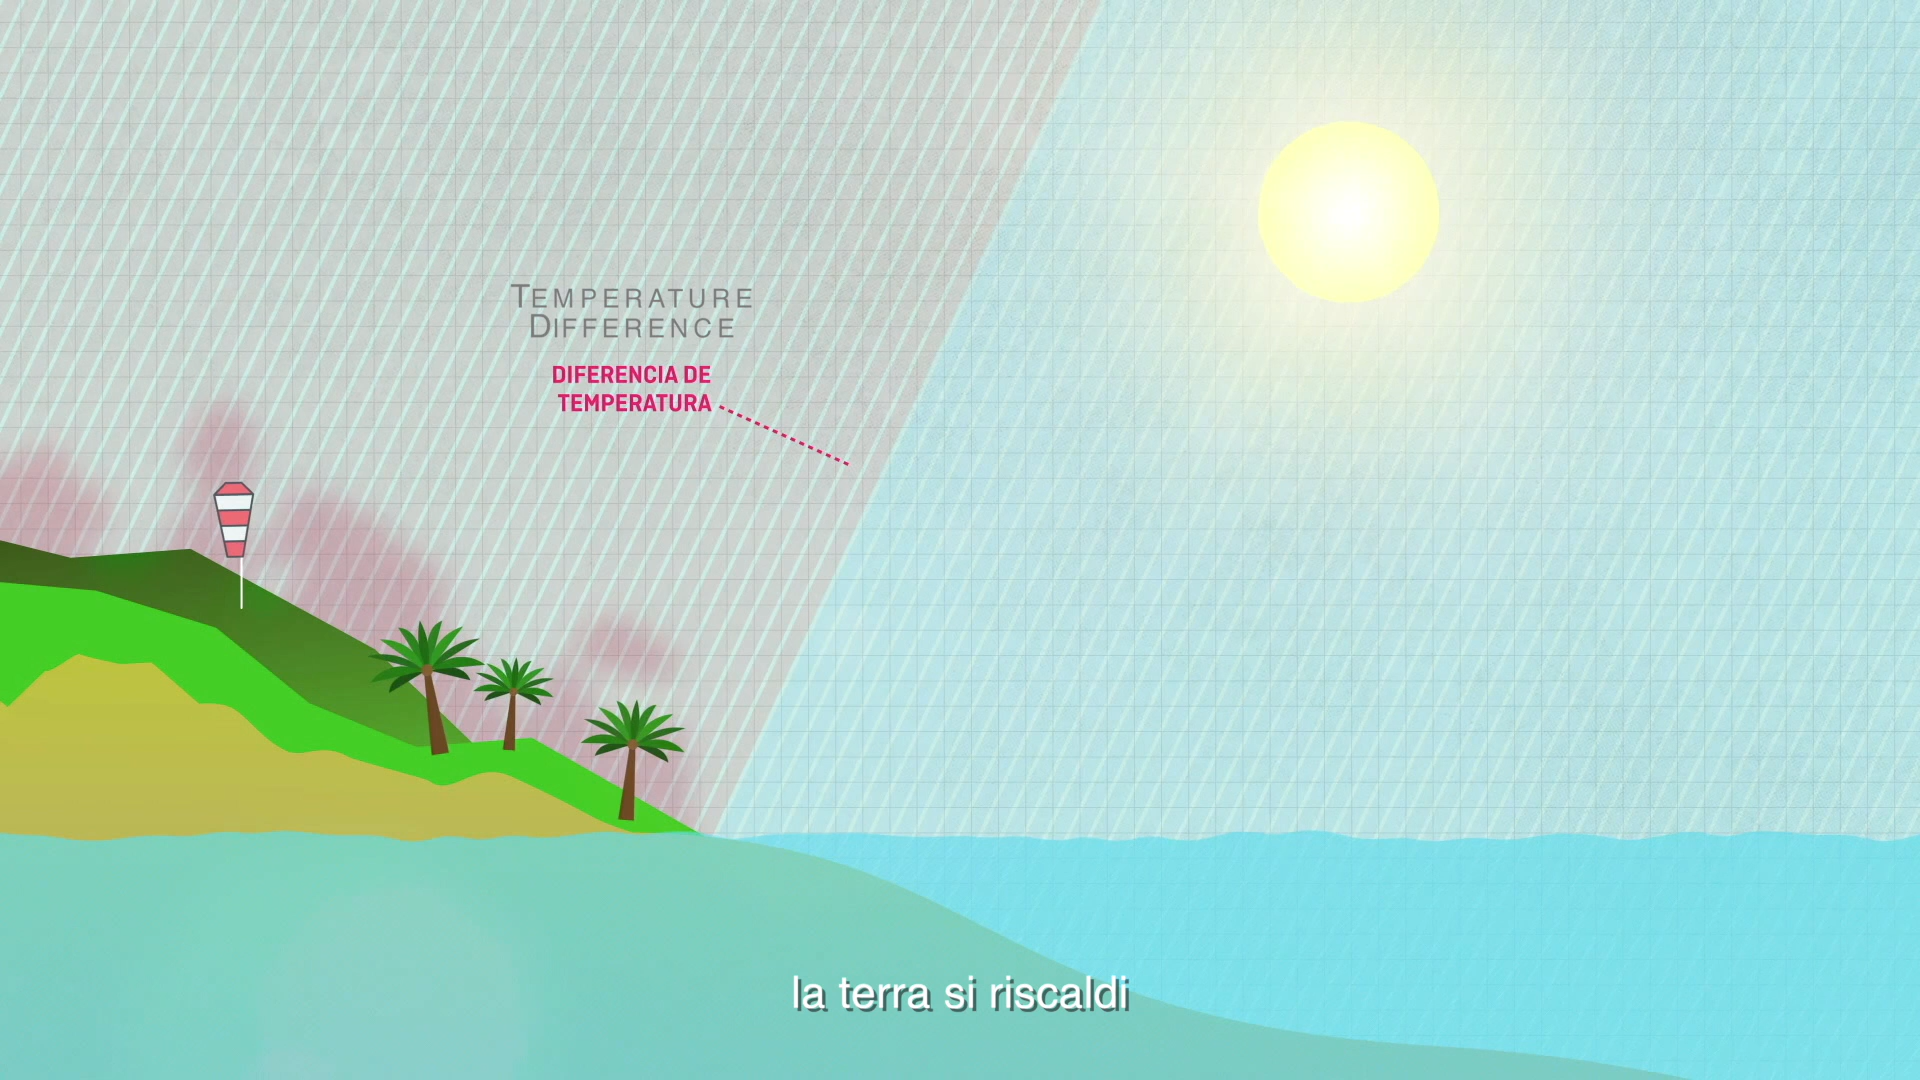 TEMPERATURE
DIFFERENCE
DIFERENCIA DE
TEMPERATURA
la terra si riscaldi